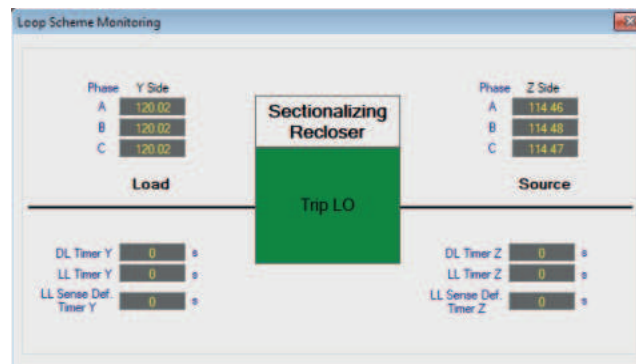 Loop Scheme Monitoring
Phase Y Side
A 120.02
B 120.02
C 120.02
Load
Sectionalizing
Recloser
Trip LO
Phase Z Side
A 114.46
B 114.48
C 114.47
Source
DL Timer Y 0 s
LL Timer Y 0 s
LL Sense Def.
Timer Y 0 s
DL Timer Z 0 s
LL Timer Z 0 s
LL Sense Def.
Timer Z 0 s